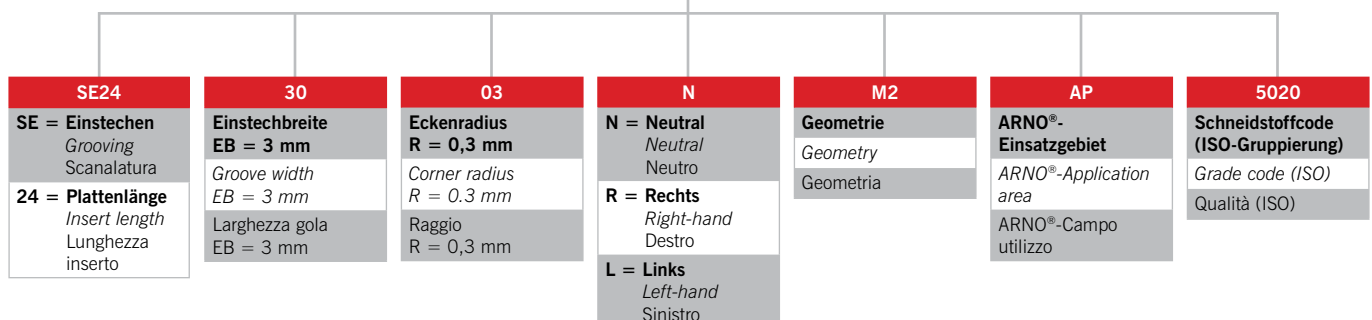 SE24
SE = Einstechen
Grooving
Scanalatura
24 = Plattenlänge
Insert length
Lunghezza
inserto
30
Einstechbreite
EB = 3 mm
Groove width
EB = 3 mm
Larghezza gola
EB = 3 mm
03
Eckenradius
R = 0,3 mm
Corner radius
R = 0.3 mm
Raggio
R = 0,3 mm
N
N = Neutral
Neutral
Neutro
R = Rechts
Right-hand
Destro
L = Links
Left-hand
Sinistro
M2
Geometrie
Geometry
Geometria
AP
ARNO®-
Einsatzgebiet
ARNO®-Application
area
ARNO®-Campo
utilizzo
5020
Schneidstoffcode
(ISO-Gruppierung)
Grade code (ISO)
Qualità (ISO)